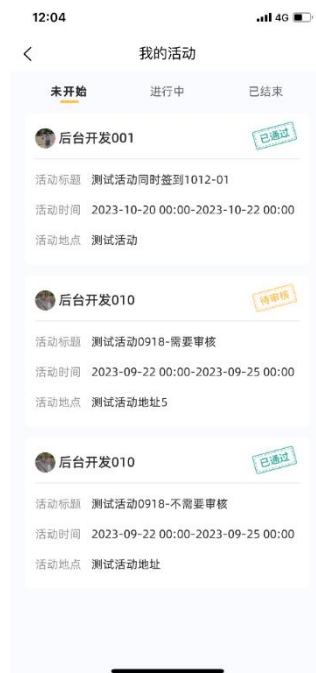 12:04
4G
我的活动
未开始 进行中 已结束
后台开发001 已通过
活动标题 测试活动同时签到1012-01
活动时间 2023-10-20 00:00-2023-10-22 00:00
活动地点 测试活动
后台开发010 待审核
活动标题 测试活动0918-需要审核
活动时间 2023-09-22 00:00-2023-09-25 00:00
活动地点 测试活动地址5
后台开发010 已通过
活动标题 测试活动0918-不需要审核
活动时间 2023-09-22 00:00-2023-09-25 00:00
活动地点 测试活动地址